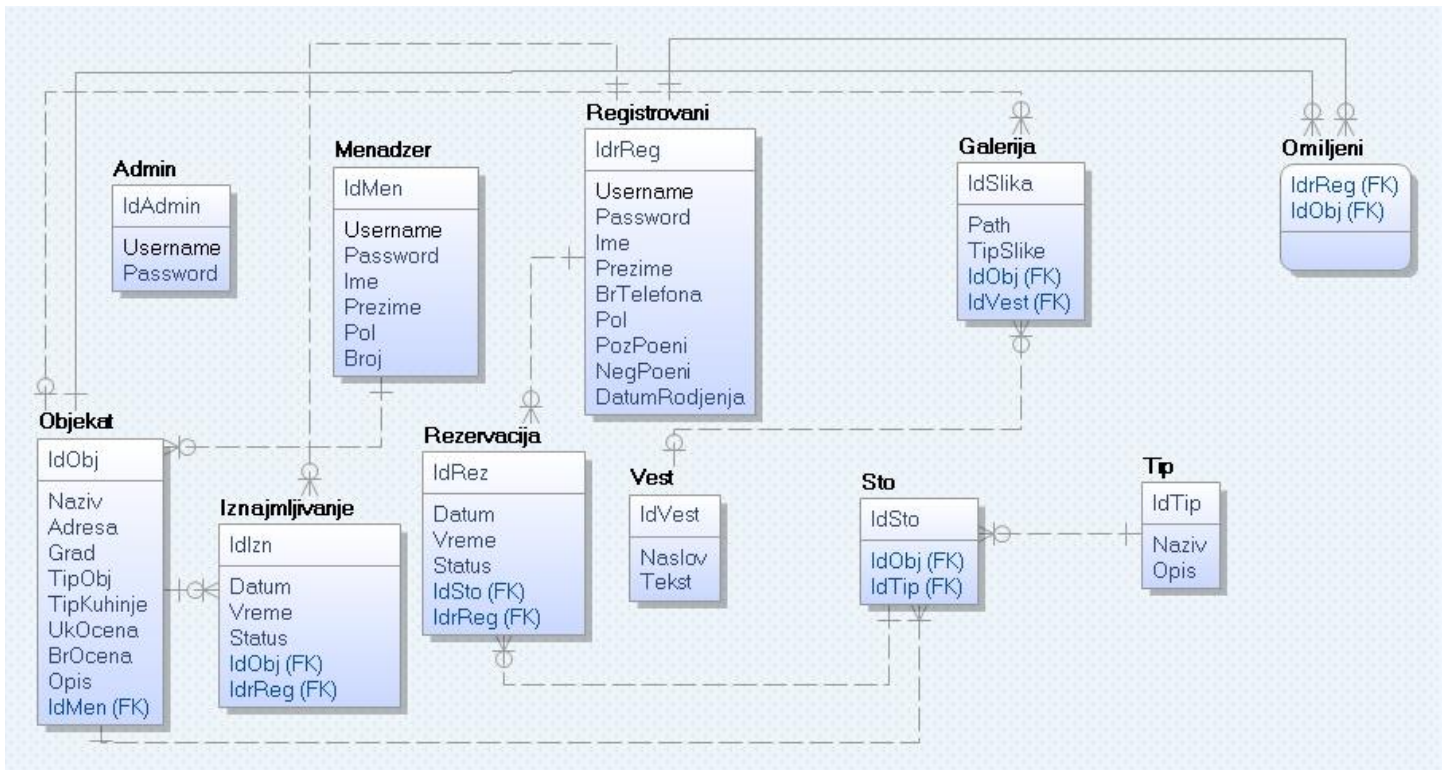 Registrovani
IdrReg
Username
Password
Ime
Prezime
BrTelefona
Pol
PozPoeni
NegPoeni
DatumRodjenja
Admin
IdAdmin
Username
Password
Menadzer
IdMen
Username
Password
Ime
Prezime
Pol
Broj
Galerija
IdSlika
Path
TipSlike
IdObj (FK)
IdVest (FK)
Omiljeni
IdrReg (FK)
IdObj (FK)
Objekat
IdObj
Naziv
Adresa
Grad
TipObj
TipKuhinje
UkOcena
BrOcena
Opis
IdMen (FK)
Iznajmljivanje
IdIzn
Datum
Vreme
Status
IdObj (FK)
IdrReg (FK)
Rezervacija
IdRez
Datum
Vreme
Status
IdSto (FK)
IdrReg (FK)
Vest
IdVest
Naslov
Tekst
Sto
IdSto
IdObj (FK)
IdTip (FK)
Tip
IdTip
Naziv
Opis